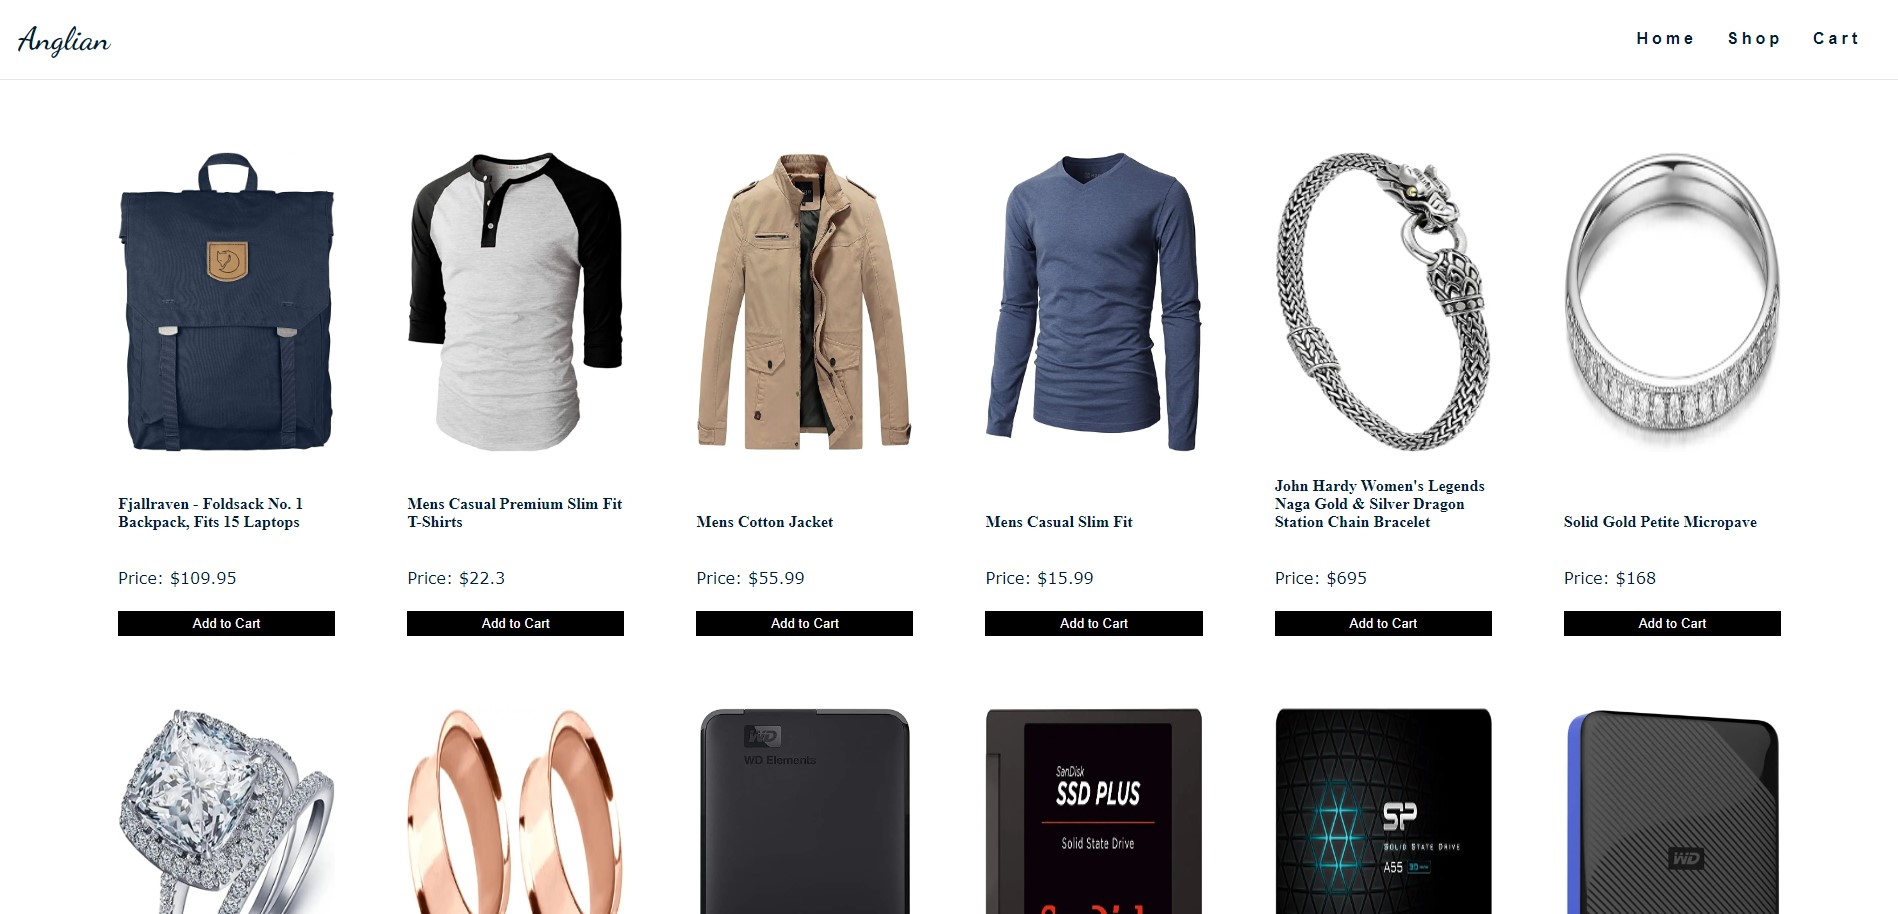 Anglian
Home Shop Cart
Fjallraven - Foldsack No. 1
Backpack, Fits 15 Laptops
Price: $109.95
Add to Cart
Mens Casual Premium Slim Fit
T-Shirts
Price: $22.3
Add to Cart
Mens Cotton Jacket
Price: $55.99
Add to Cart
Mens Casual Slim Fit
Price: $15.99
Add to Cart
John Hardy Women's Legends
Naga Gold & Silver Dragon
Station Chain Bracelet
Price: $695
Add to Cart
Solid Gold Petite Micropave
Price: $168
Add to Cart
WD
WD Elements
SanDisk
SSD PLUS
Solid State Drive
SanDisk
SP
SOLID STATE DRIVE
A55 3D
WD